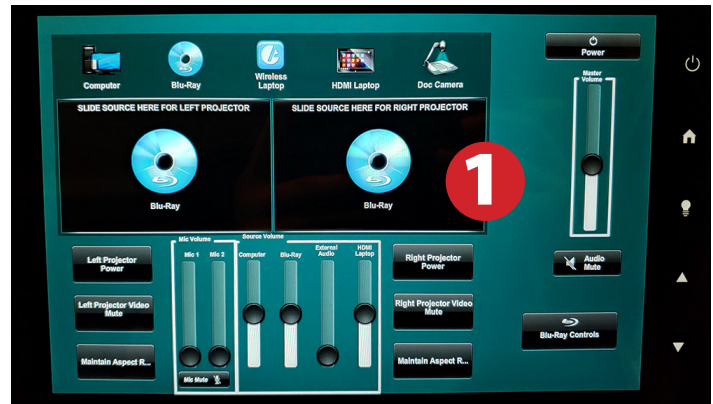 Power
Computer
Blu-Ray
Wireless
Laptop
HDMI Laptop
Doc Camera
Master
Volume
SLIDE SOURCE HERE FOR LEFT PROJECTOR
SLIDE SOURCE HERE FOR RIGHT PROJECTOR
1
Blu-Ray
Blu-Ray
Mic Volume
Source Volume
Left Projector
Power
Mic 1
Mic 2
Computer
Blu-Ray
External
Audio
HDMI
Laptop
Right Projector
Power
Audio
Mute
Left Projector Video
Mute
Right Projector Video
Mute
Blu-Ray Controls
Maintain Aspect R...
Mic Mute
Maintain Aspect R...